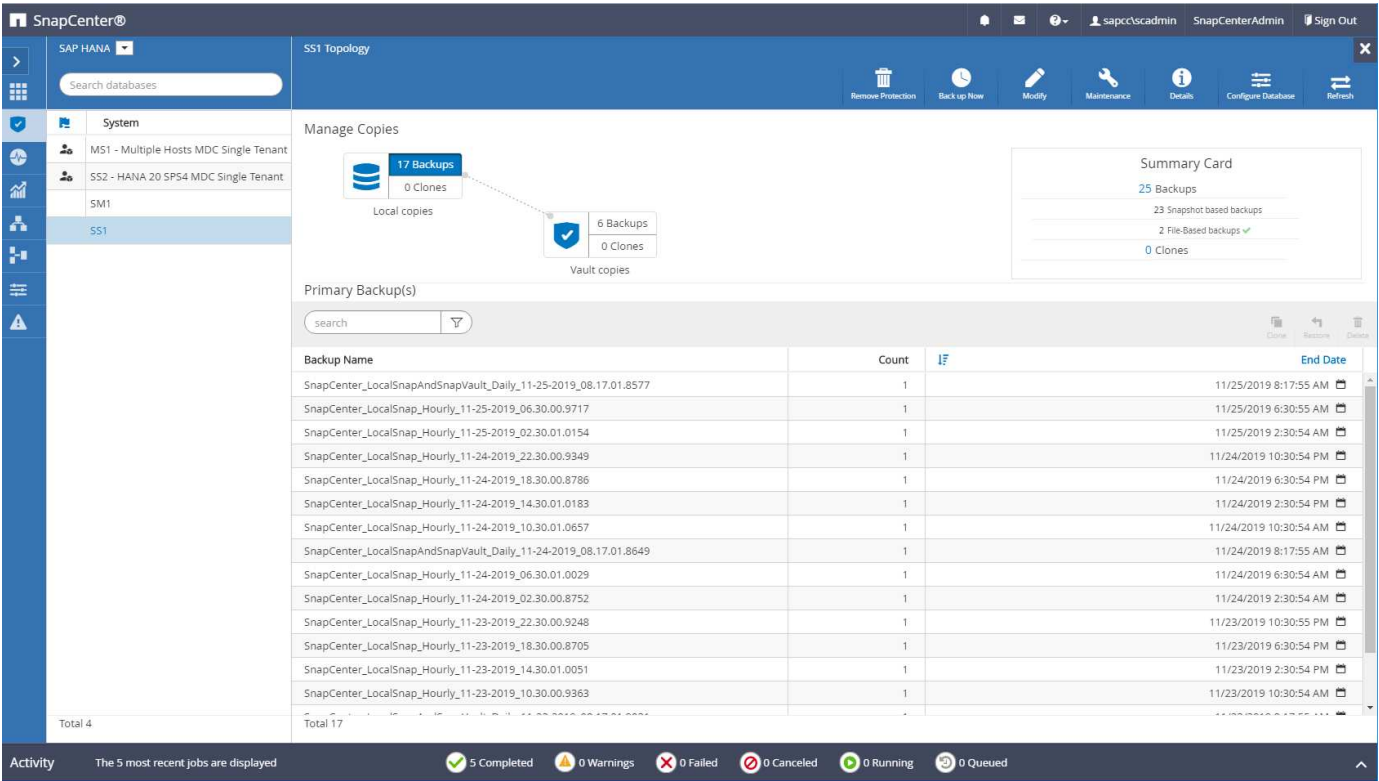 SnapCenter®
sapcc\scadmin SnapCenterAdmin Sign Out
SAP HANA
SS1 Topology
Search databases
Remove Protection Back up Now Modify Maintenance Details Configure Database Refresh
System
MS1 - Multiple Hosts MDC Single Tenant
SS2 - HANA 20 SPS4 MDC Single Tenant
SM1
SS1
Total 4
Manage Copies
17 Backups
0 Clones
Local copies
6 Backups
0 Clones
Vault copies
Summary Card
25 Backups
23 Snapshot based backups
2 File-Based backups
0 Clones
Primary Backup(s)
search
Clone Restore Delete
Backup Name Count End Date
SnapCenter_LocalSnapAndSnapVault_Daily_11-25-2019_08.17.01.8577 1 11/25/2019 8:17:55 AM
SnapCenter_LocalSnap_Hourly_11-25-2019_06.30.00.9717 1 11/25/2019 6:30:55 AM
SnapCenter_LocalSnap_Hourly_11-25-2019_02.30.01.0154 1 11/25/2019 2:30:54 AM
SnapCenter_LocalSnap_Hourly_11-24-2019_22.30.00.9349 1 11/24/2019 10:30:54 PM
SnapCenter_LocalSnap_Hourly_11-24-2019_18.30.00.8786 1 11/24/2019 6:30:54 PM
SnapCenter_LocalSnap_Hourly_11-24-2019_14.30.01.0183 1 11/24/2019 2:30:54 PM
SnapCenter_LocalSnap_Hourly_11-24-2019_10.30.01.0657 1 11/24/2019 10:30:54 AM
SnapCenter_LocalSnapAndSnapVault_Daily_11-24-2019_08.17.01.8649 1 11/24/2019 8:17:55 AM
SnapCenter_LocalSnap_Hourly_11-24-2019_06.30.01.0029 1 11/24/2019 6:30:54 AM
SnapCenter_LocalSnap_Hourly_11-24-2019_02.30.00.8752 1 11/24/2019 2:30:54 AM
SnapCenter_LocalSnap_Hourly_11-23-2019_22.30.00.9248 1 11/23/2019 10:30:55 PM
SnapCenter_LocalSnap_Hourly_11-23-2019_18.30.00.8705 1 11/23/2019 6:30:54 PM
SnapCenter_LocalSnap_Hourly_11-23-2019_14.30.01.0051 1 11/23/2019 2:30:54 PM
SnapCenter_LocalSnap_Hourly_11-23-2019_10.30.00.9363 1 11/23/2019 10:30:54 AM
Total 17
Activity The 5 most recent jobs are displayed 5 Completed 0 Warnings 0 Failed 0 Canceled 0 Running 0 Queued